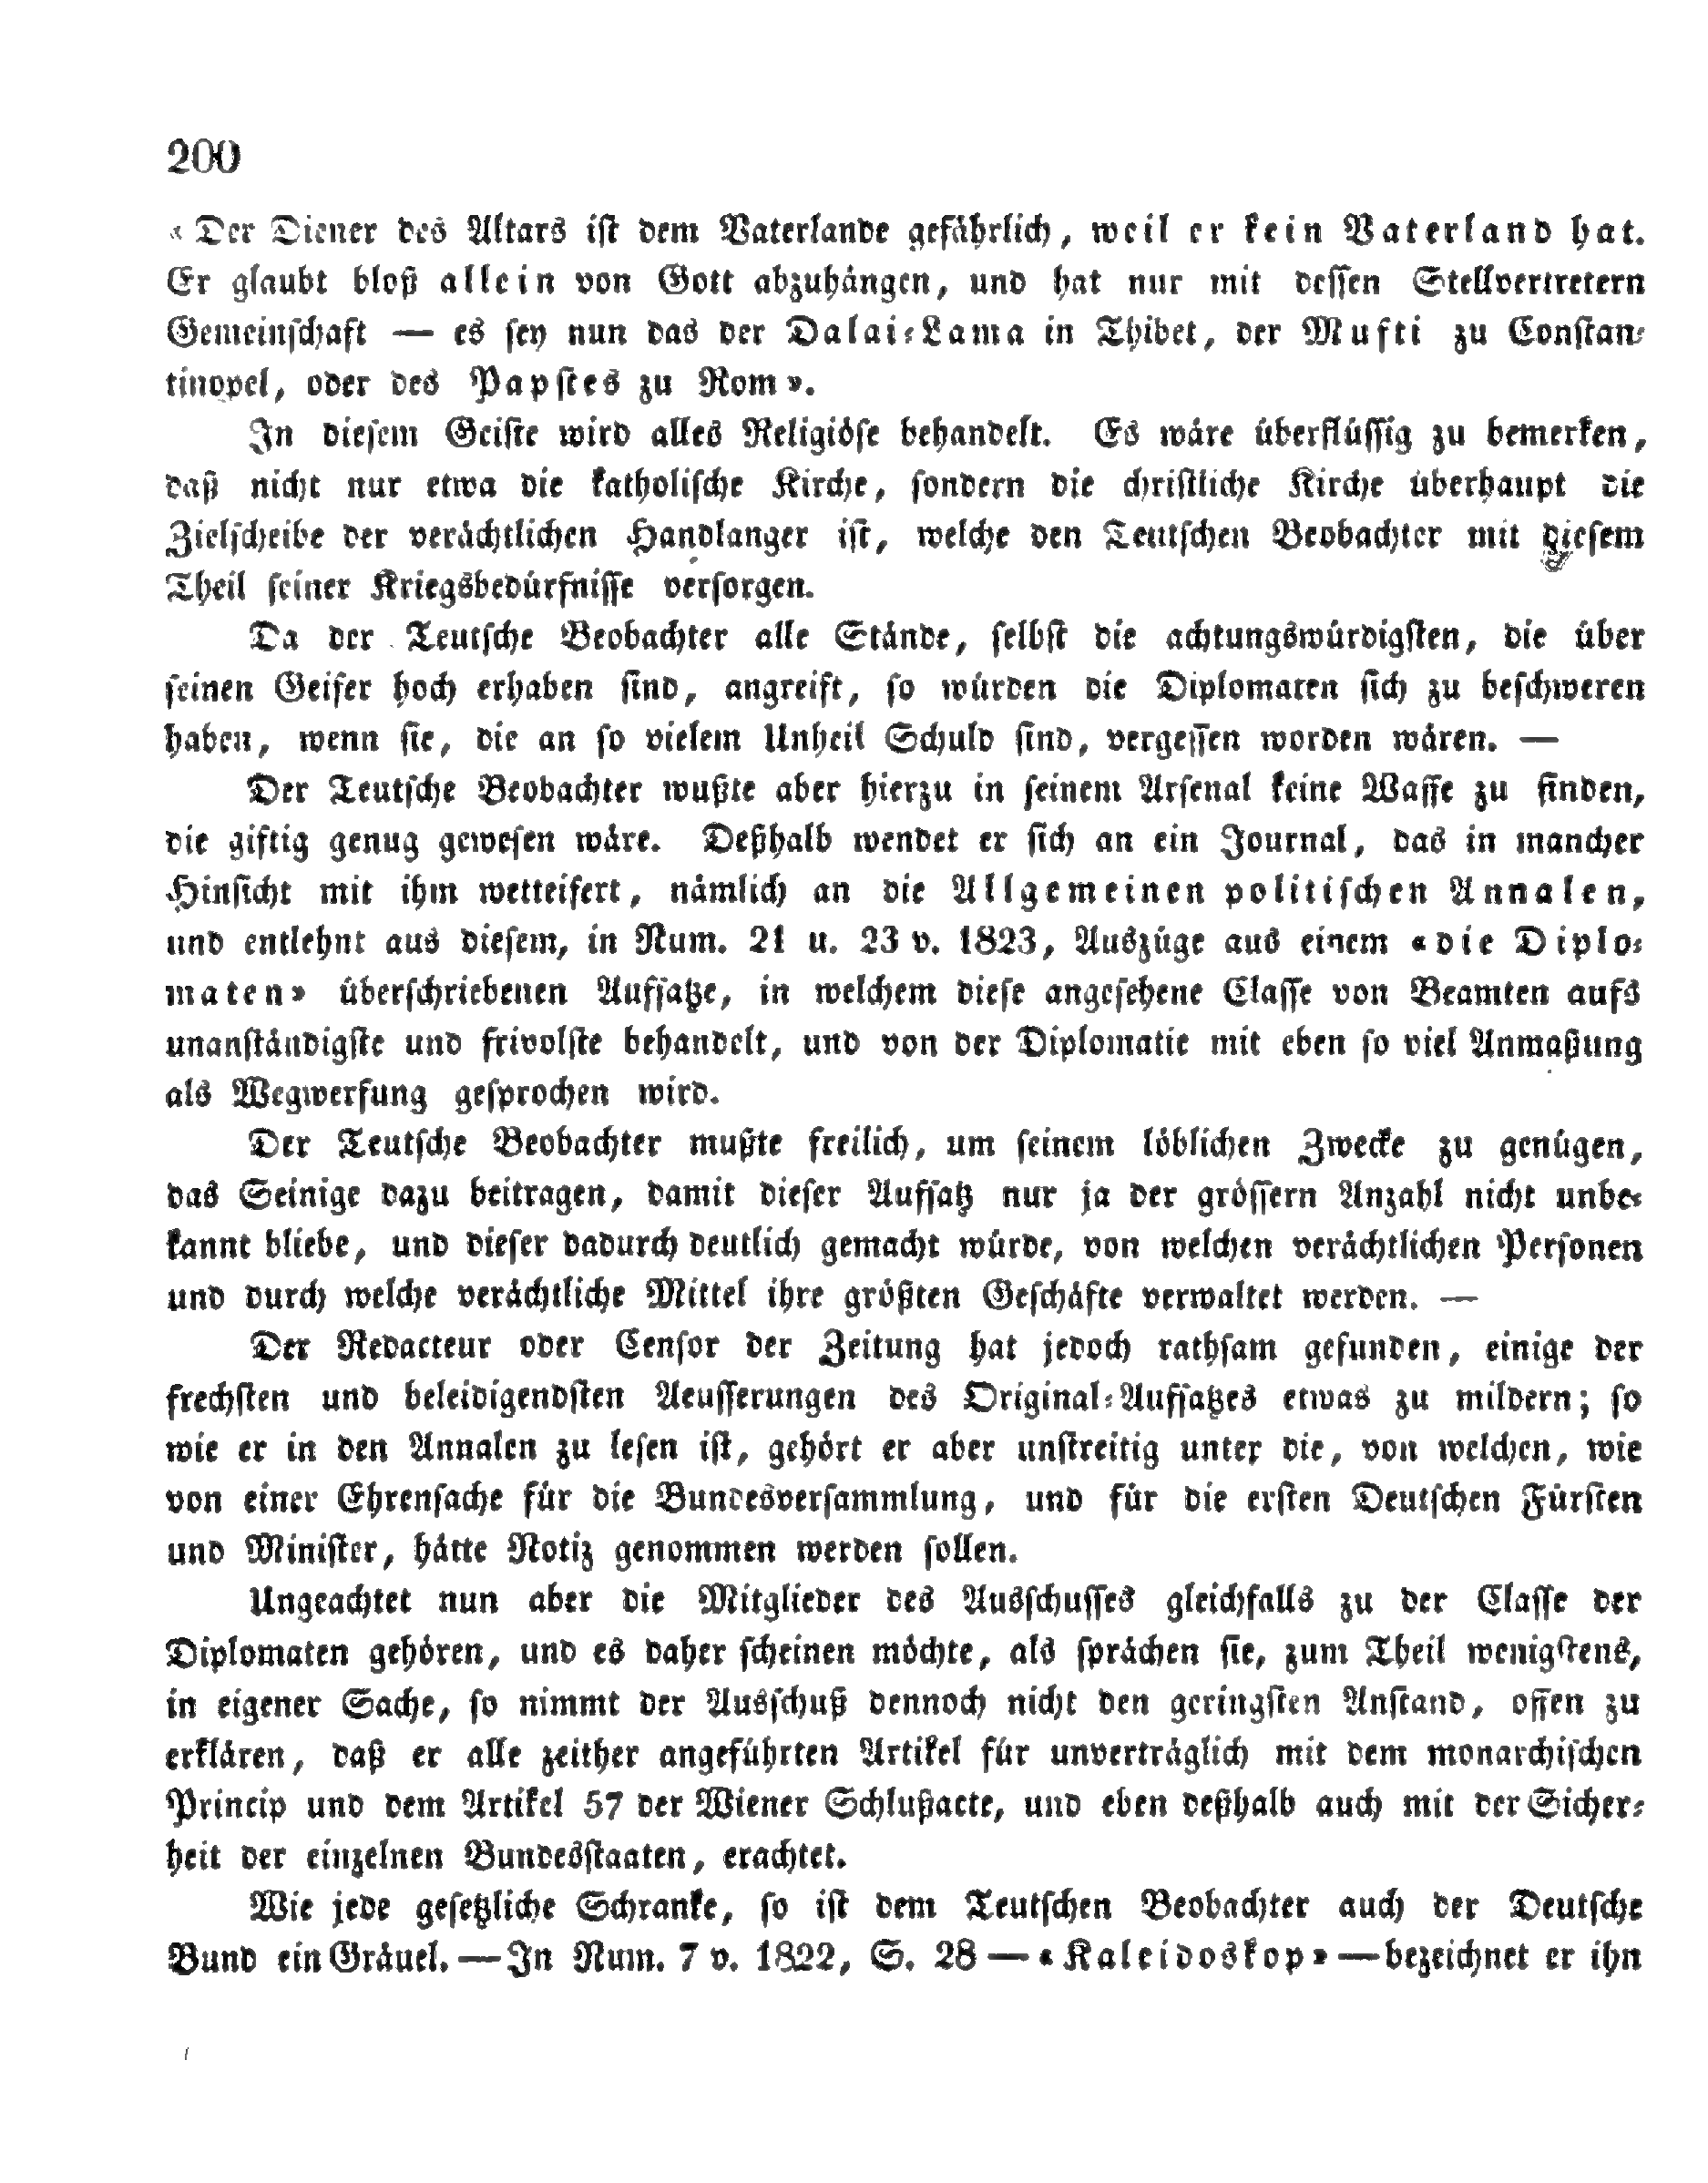 200
« Der Diener des Altars ist dem Vaterlande gefährlich, weil er kein Vaterland hat.
Er glaubt bloß allein von Gott abzuhängen, und hat nur mit dessen Stellvertretern
Gemeinschaft — es sey nun das der Dalai-Lama in Thibet, der Mufti zu Constan-
tinopel, oder des Papstes zu Rom».
In diesem Geiste wird alles Religiöse behandelt. Es wäre überflüssig zu bemerken,
daß nicht nur etwa die katholische Kirche, sondern die christliche Kirche überhaupt die
Zielscheibe der verächtlichen Handlanger ist, welche den Teutschen Beobachter mit diesem
Theil seiner Kriegsbedürfnisse versorgen.
Da der Teutsche Beobachter alle Stände, selbst die achtungswürdigsten, die über
seinen Geifer hoch erhaben sind, angreift, so würden die Diplomaten sich zu beschweren
haben, wenn sie, die an so vielem Unheil Schuld sind, vergessen worden wären. —
Der Teutsche Beobachter wußte aber hierzu in seinem Arsenal keine Waffe zu finden,
die giftig genug gewesen wäre. Deßhalb wendet er sich an ein Journal, das in mancher
Hinsicht mit ihm wetteifert, nämlich an die Allgemeinen politischen Annalen,
und entlehnt aus diesem, in Num. 21 u. 23 v. 1823, Auszüge aus einem «die Diplo-
maten» überschriebenen Aufsatze, in welchem diese angesehene Classe von Beamten aufs
unanständigste und frivolste behandelt, und von der Diplomatie mit eben so viel Anmaßung
als Wegwerfung gesprochen wird.
Der Teutsche Beobachter mußte freilich, um seinem löblichen Zwecke zu genügen,
das Seinige dazu beitragen, damit dieser Aufsatz nur ja der grössern Anzahl nicht unbe-
kannt bliebe, und dieser dadurch deutlich gemacht würde, von welchen verächtlichen Personen
und durch welche verächtliche Mittel ihre größten Geschäfte verwaltet werden. —
Der Redacteur oder Censor der Zeitung hat jedoch rathsam gefunden, einige der
frechsten und beleidigendsten Aeusserungen des Original-Aufsatzes etwas zu mildern; so
wie er in den Annalen zu lesen ist, gehört er aber unstreitig unter die, von welchen, wie
von einer Ehrensache für die Bundesversammlung, und für die ersten Deutschen Fürsten
und Minister, hätte Notiz genommen werden sollen.
Ungeachtet nun aber die Mitglieder des Ausschusses gleichfalls zu der Classe der
Diplomaten gehören, und es daher scheinen möchte, als sprächen sie, zum Theil wenigstens,
in eigener Sache, so nimmt der Ausschuß dennoch nicht den geringsten Anstand, offen zu
erklären, daß er alle zeither angeführten Artikel für unverträglich mit dem monarchischen
Princip und dem Artikel 57 der Wiener Schlußacte, und eben deßhalb auch mit der Sicher-
heit der einzelnen Bundesstaaten, erachtet.
Wie jede gesetzliche Schranke, so ist dem Teutschen Beobachter auch der Deutsche
Bund ein Gräuel. — In Num. 7 v. 1822, S. 28 — «Kaleidoskop» — bezeichnet er ihn